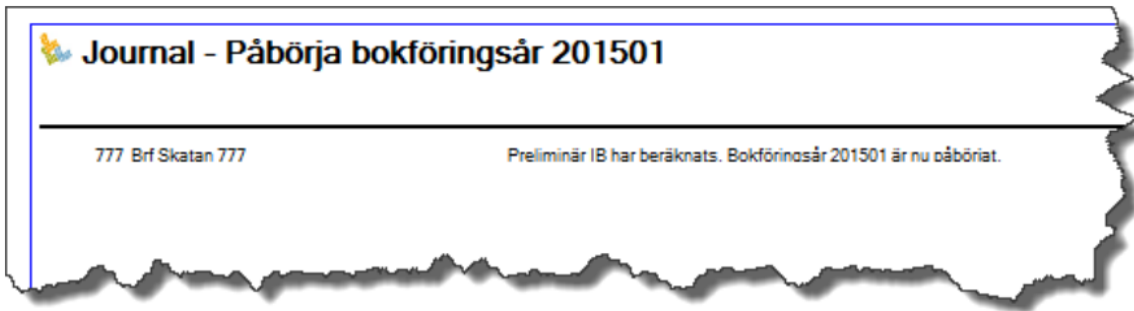 Journal - Påbörja bokföringsår 201501
777 Brf Skatan 777 Preliminär IB har beräknats. Bokföringsår 201501 är nu påbörjat.